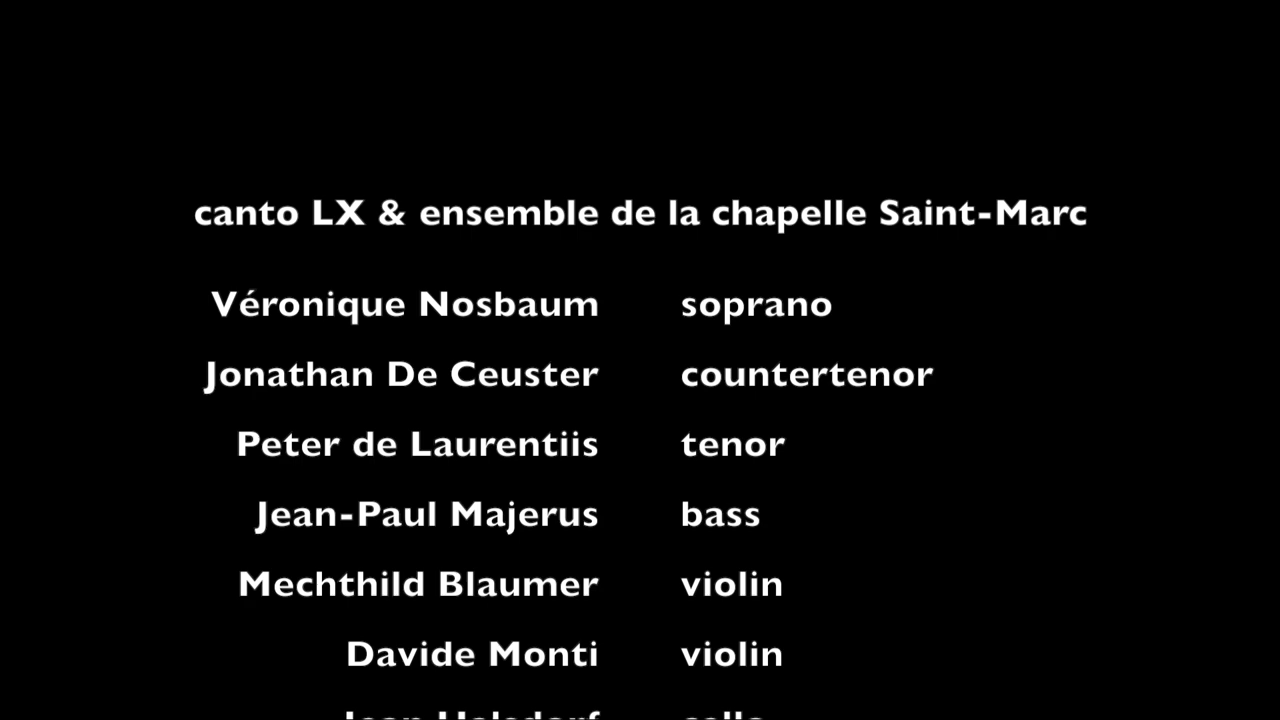 canto LX & ensemble de la chapelle Saint-Marc
Véronique Nosbaum soprano
Jonathan De Ceuster countertenor
Peter de Laurentiis tenor
Jean-Paul Majerus bass
Mechthild Blaumer violin
Davide Monti violin
cello